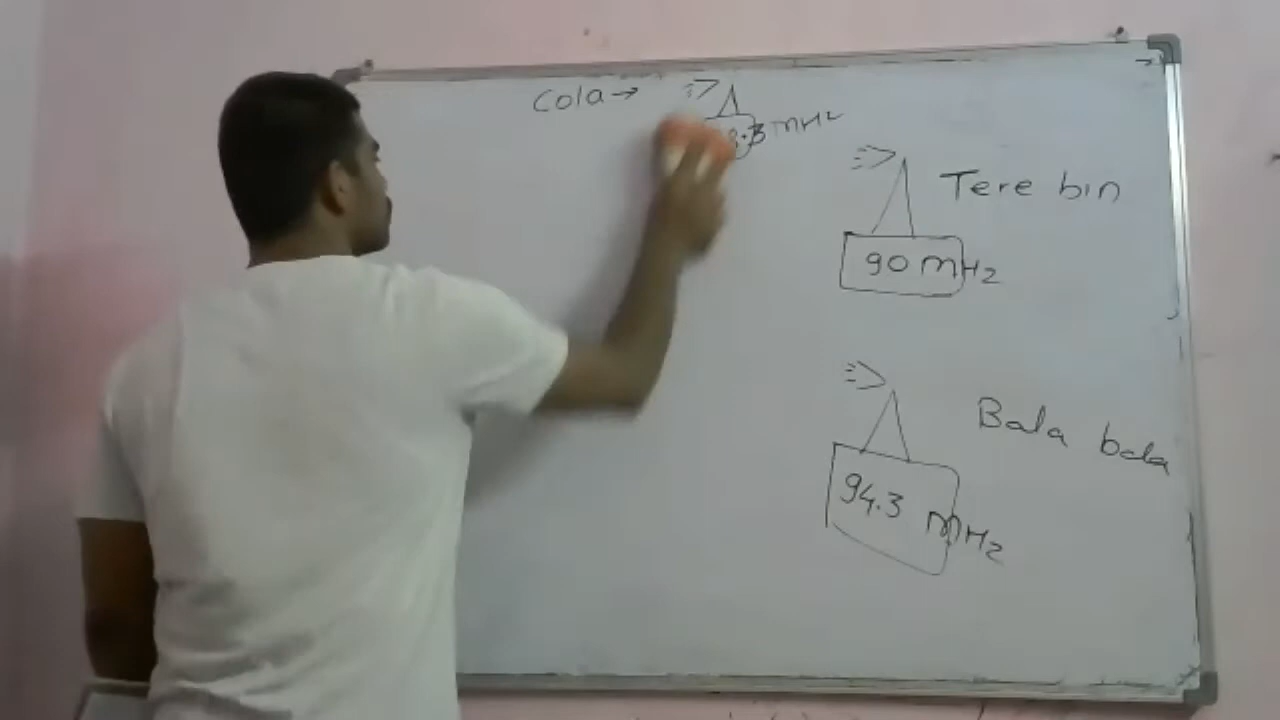 Cola →
MHz
Tere bin
90 MHz
Bala bala
94.3 MHz